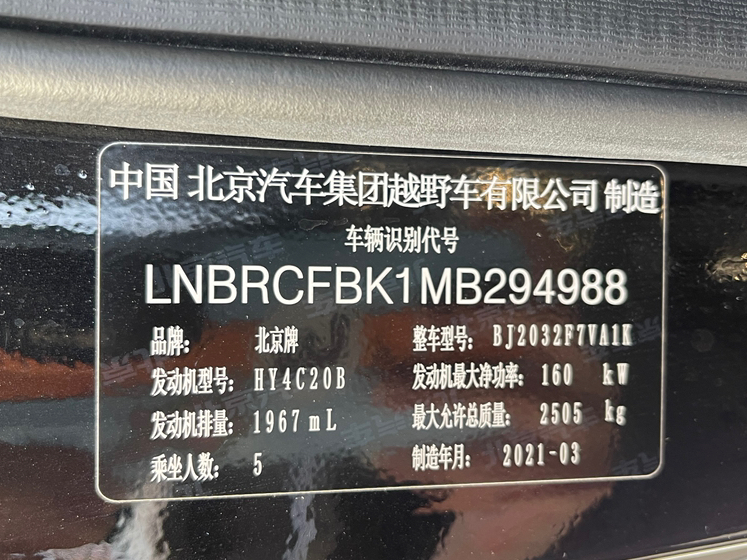 中国 北京汽车集团越野车有限公司 制造
车辆识别代号
LNBRCFBK1MB294988
品牌： 北京牌 整车型号： BJ2032F7VA1K
发动机型号： HY4C20B 发动机最大净功率： 160 kW
发动机排量： 1967 mL 最大允许总质量： 2505 kg
乘坐人数： 5 制造年月： 2021-03